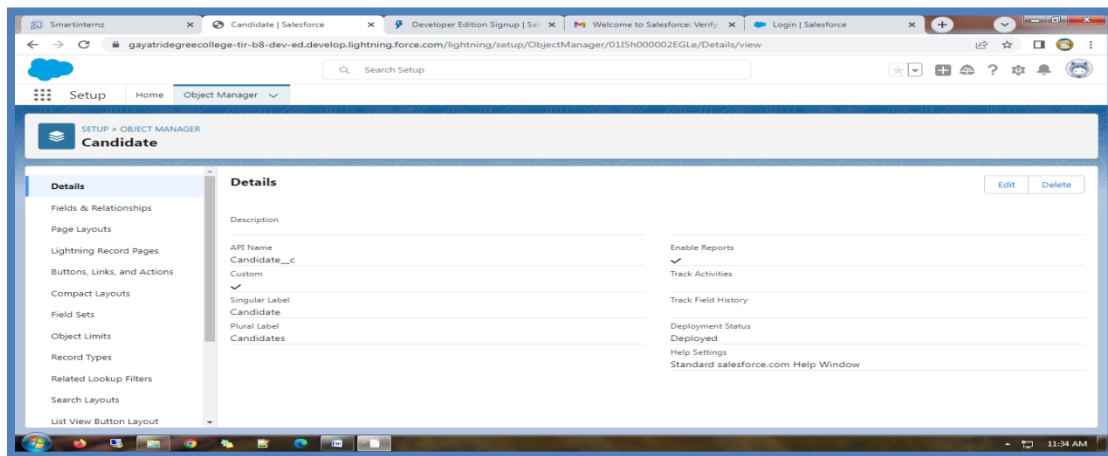 Smartinternz
Candidate | Salesforce
Developer Edition Signup | Sal
Welcome to Salesforce: Verify
Login | Salesforce
gayatridegreecollege-tir-b8-dev-ed.develop.lightning.force.com/lightning/setup/ObjectManager/01I5h000002EGLe/Details/view
Search Setup
Setup Home Object Manager
SETUP > OBJECT MANAGER
Candidate
Details
Fields & Relationships
Page Layouts
Lightning Record Pages
Buttons, Links, and Actions
Compact Layouts
Field Sets
Object Limits
Record Types
Related Lookup Filters
Search Layouts
List View Button Layout
Details
Edit Delete
Description
API Name
Candidate__c
Custom
Singular Label
Candidate
Plural Label
Candidates
Enable Reports
Track Activities
Track Field History
Deployment Status
Deployed
Help Settings
Standard salesforce.com Help Window
11:34 AM